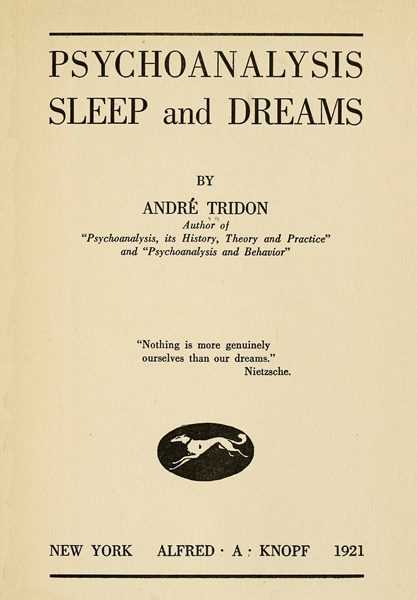 PSYCHOANALYSIS
SLEEP and DREAMS
BY
ANDRÉ TRIDON
Author of
"Psychoanalysis, its History, Theory and Practice"
and "Psychoanalysis and Behavior"
"Nothing is more genuinely
ourselves than our dreams."
Nietzsche.
NEW YORK ALFRED · A · KNOPF 1921